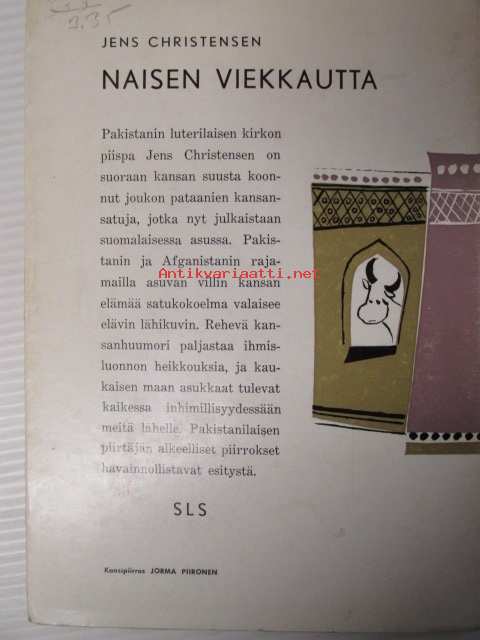 3.35
JENS CHRISTENSEN
NAISEN VIEKKAUTTA
Pakistanin luterilaisen kirkon
piispa Jens Christensen on
suoraan kansan suusta koon-
nut joukon pataanien kansan-
satuja, jotka nyt julkaistaan
suomalaisessa asussa. Pakis-
tanin ja Afganistanin raja-
mailla asuvan villin kansan
elämää satukokoelma valaisee
elävin lähikuvin. Rehevä kan-
sanhuumori paljastaa ihmis-
luonnon heikkouksia, ja kau-
kaisen maan asukkaat tulevat
kaikessa inhimillisyydessään
meitä lähelle. Pakistanilaisen
piirtäjän alkeelliset piirrokset
havainnollistavat esitystä.
SLS
Kansipiirros JORMA PIIRONEN
Antikvariaatti.net